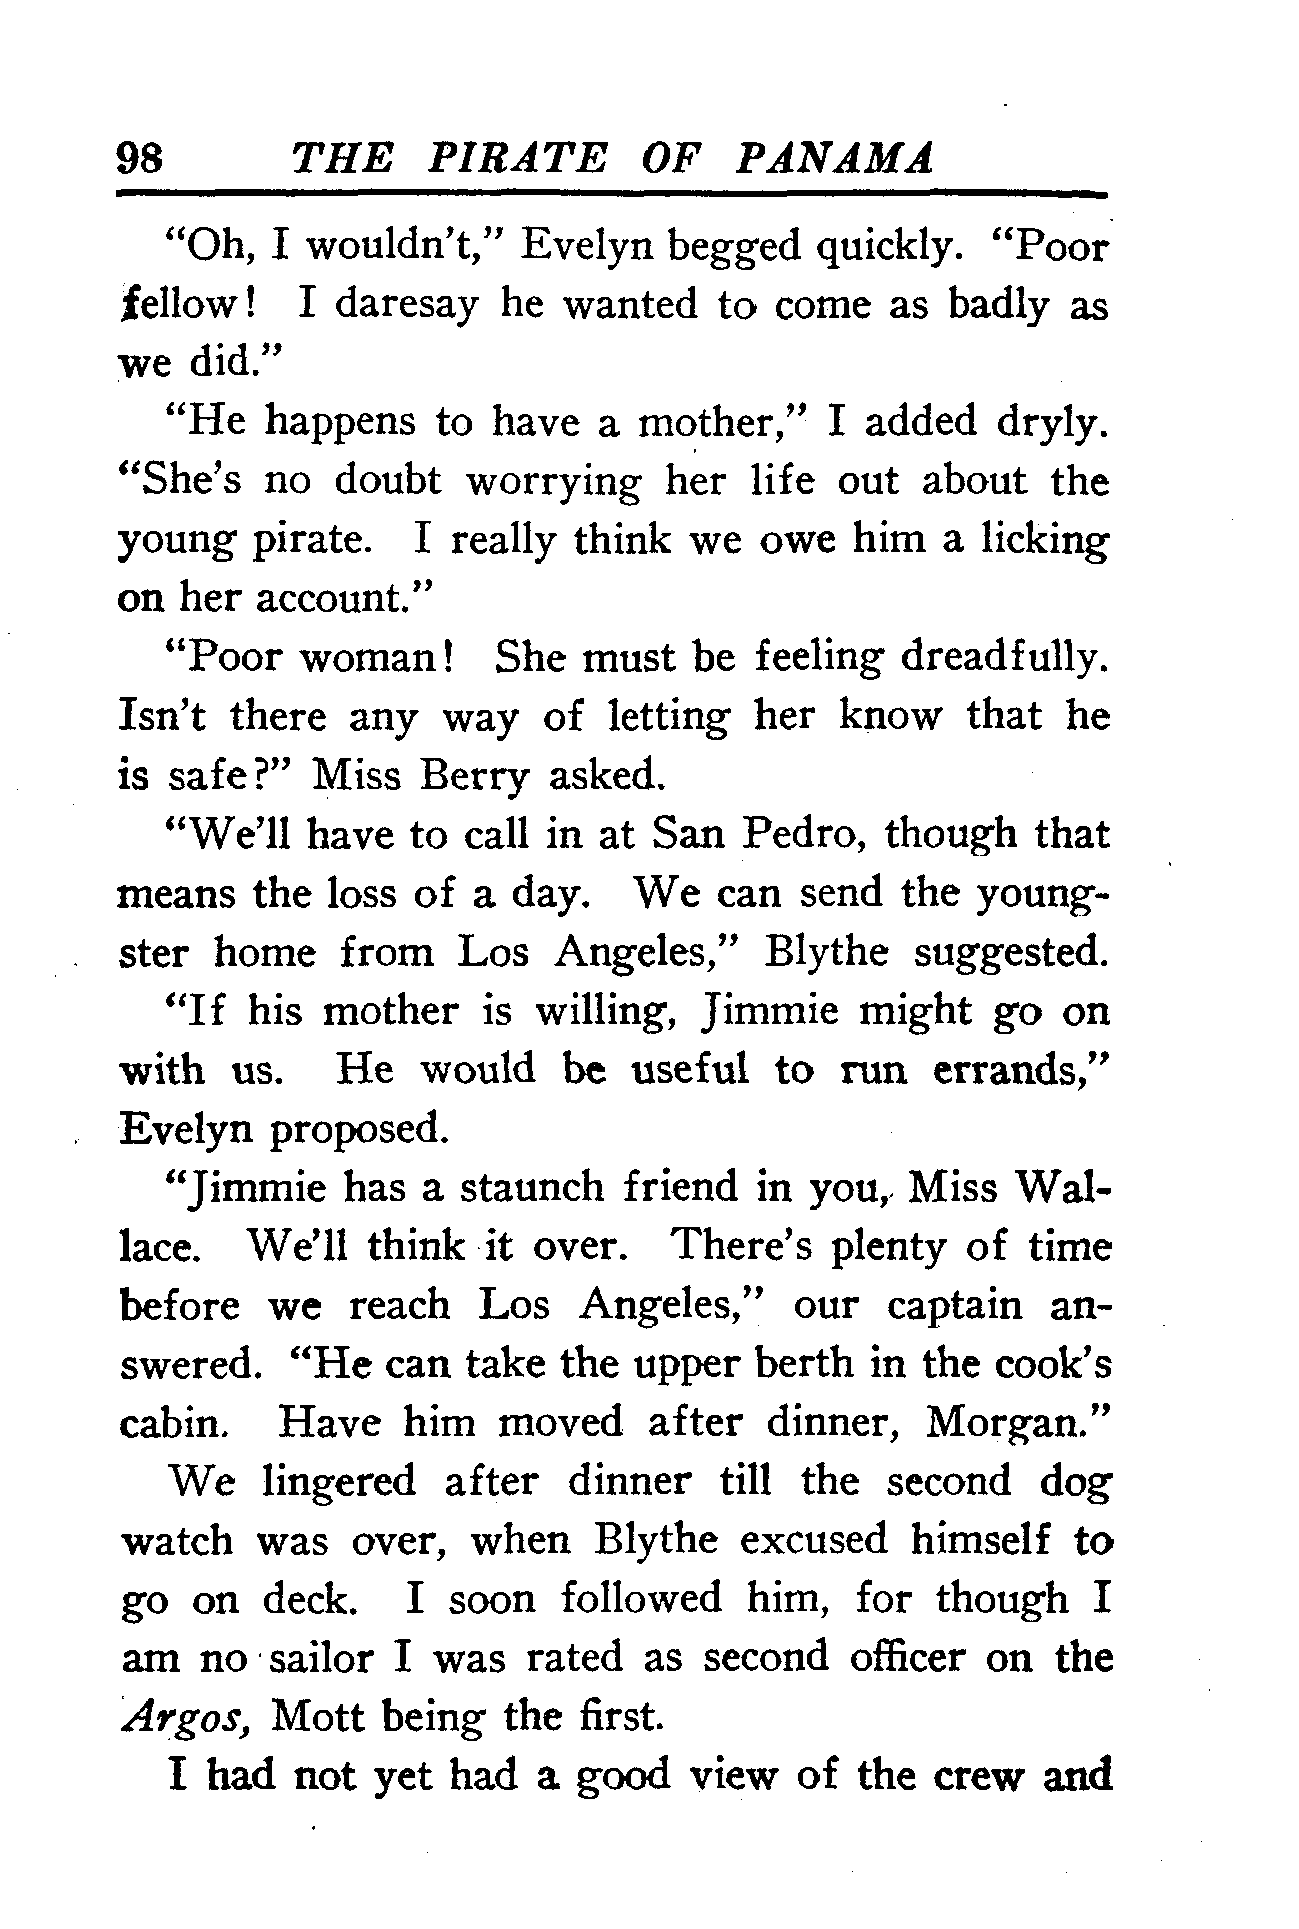 98 THE PIRATE OF PANAMA
“Oh, I wouldn’t,” Evelyn begged quickly. “Poor
fellow! I daresay he wanted to come as badly as
we did.”
“He happens to have a mother,” I added dryly.
“She’s no doubt worrying her life out about the
young pirate. I really think we owe him a licking
on her account.”
“Poor woman! She must be feeling dreadfully.
Isn’t there any way of letting her know that he
is safe?” Miss Berry asked.
“We’ll have to call in at San Pedro, though that
means the loss of a day. We can send the young-
ster home from Los Angeles,” Blythe suggested.
“If his mother is willing, Jimmie might go on
with us. He would be useful to run errands,”
Evelyn proposed.
“Jimmie has a staunch friend in you, Miss Wal-
lace. We’ll think it over. There’s plenty of time
before we reach Los Angeles,” our captain an-
swered. “He can take the upper berth in the cook’s
cabin. Have him moved after dinner, Morgan.”
We lingered after dinner till the second dog
watch was over, when Blythe excused himself to
go on deck. I soon followed him, for though I
am no sailor I was rated as second officer on the
Argos, Mott being the first.
I had not yet had a good view of the crew and